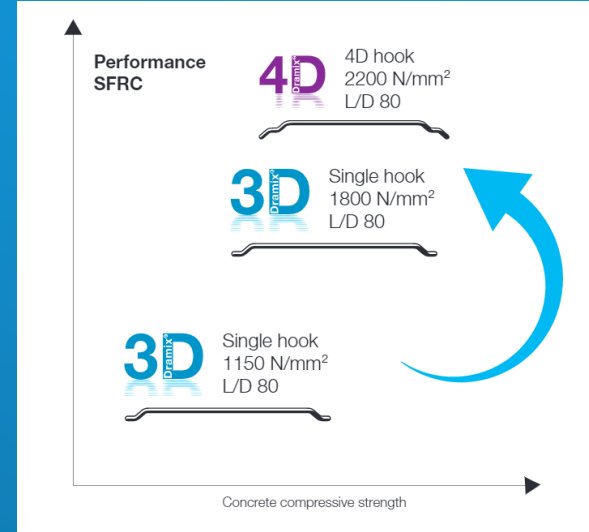 Performance
SFRC
4D Dramix®
4D hook
2200 N/mm²
L/D 80
3D Dramix®
Single hook
1800 N/mm²
L/D 80
3D Dramix®
Single hook
1150 N/mm²
L/D 80
Concrete compressive strength